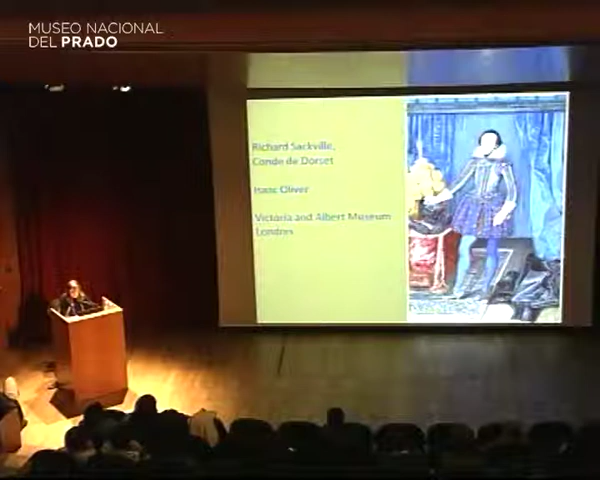 MUSEO NACIONAL
DEL PRADO
Richard Sackville,
Conde de Dorset
Isaac Oliver
Victoria and Albert Museum
Londres